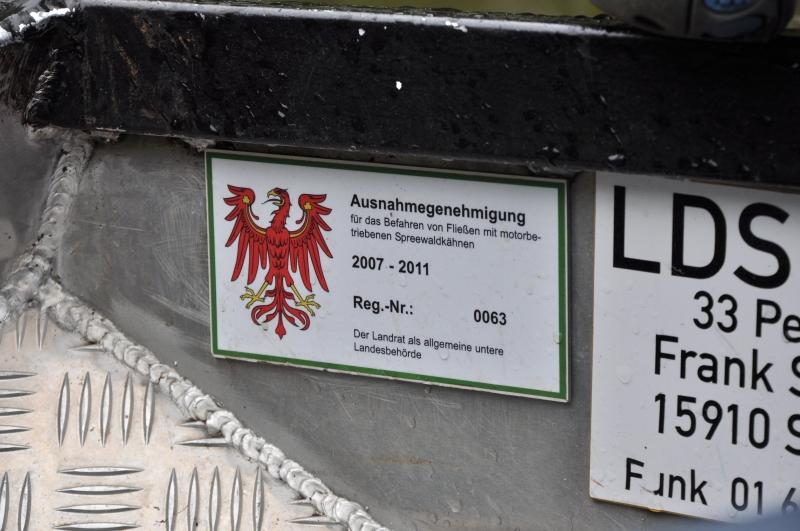 Ausnahmegenehmigung
für das Befahren von Fließen mit motorbe-
triebenen Spreewaldkähnen
2007 - 2011
Reg.-Nr.: 0063
Der Landrat als allgemeine untere
Landesbehörde
LDS
33 Pe
Frank S
15910 S
Funk 01 6